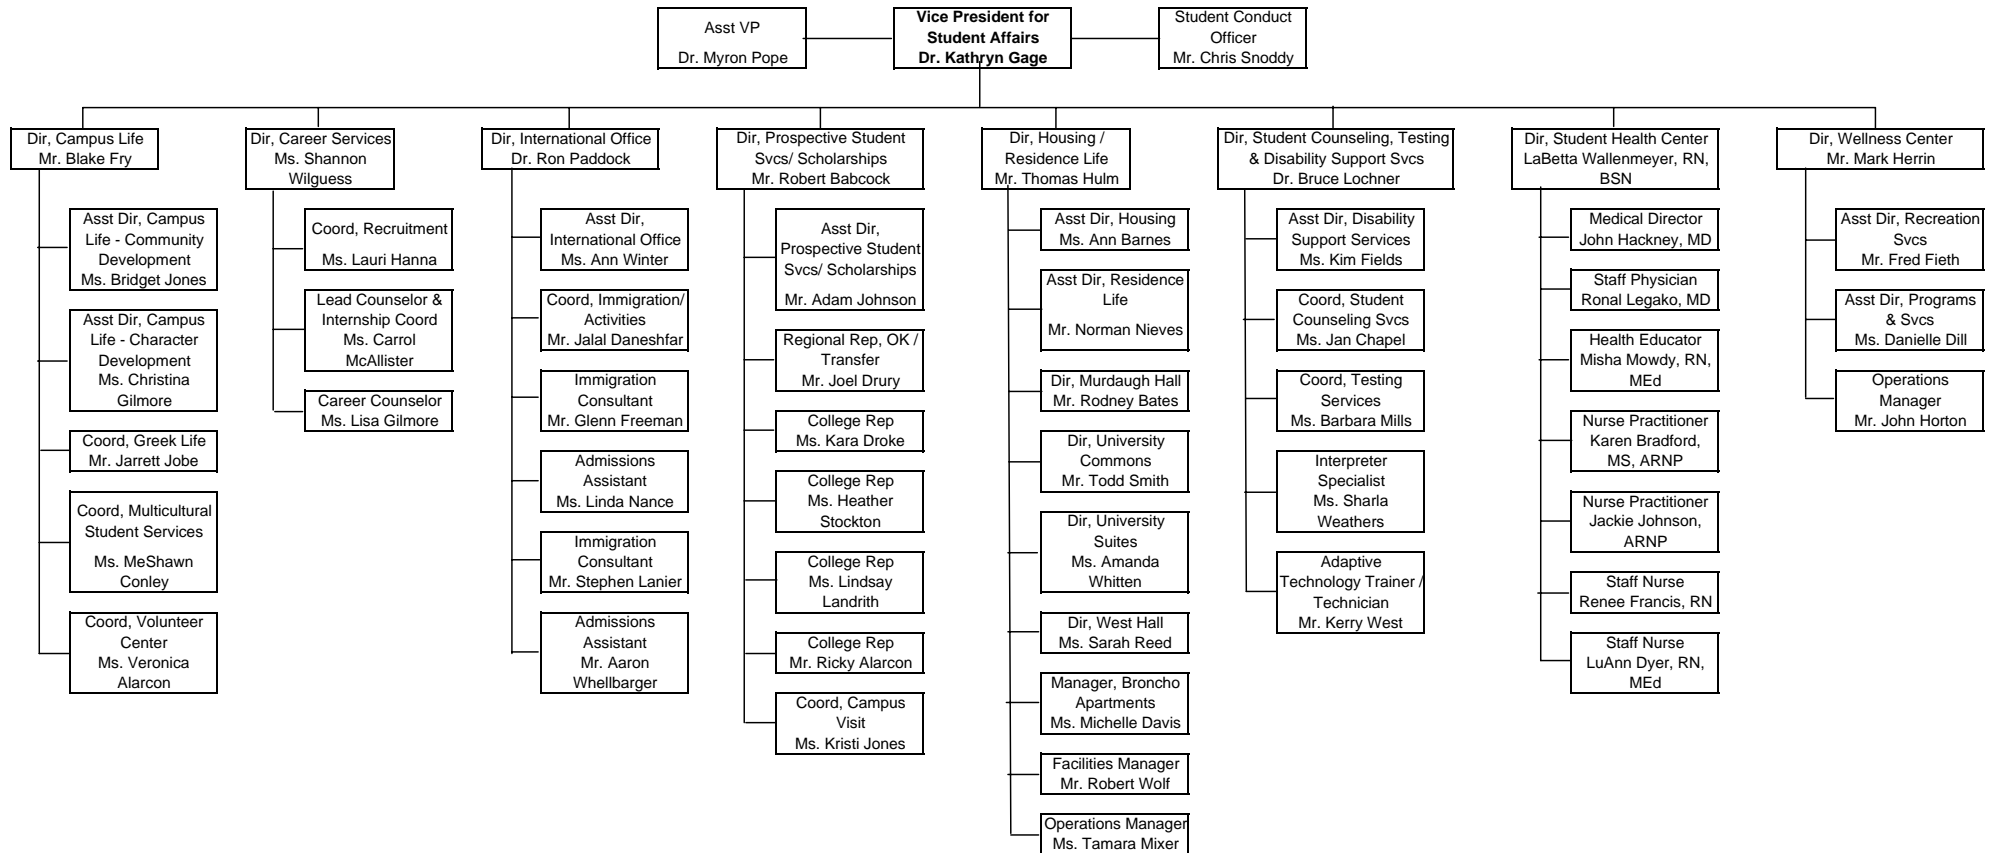 Asst VP
Dr. Myron Pope
Vice President for
Student Affairs
Dr. Kathryn Gage
Student Conduct
Officer
Mr. Chris Snoddy
Dir, Campus Life
Mr. Blake Fry
Asst Dir, Campus
Life - Community
Development
Ms. Bridget Jones
Asst Dir, Campus
Life - Character
Development
Ms. Christina
Gilmore
Coord, Greek Life
Mr. Jarrett Jobe
Coord, Multicultural
Student Services
Ms. MeShawn
Conley
Coord, Volunteer
Center
Ms. Veronica
Alarcon
Dir, Career Services
Ms. Shannon
Wilguess
Coord, Recruitment
Ms. Lauri Hanna
Lead Counselor &
Internship Coord
Ms. Carrol
McAllister
Career Counselor
Ms. Lisa Gilmore
Dir, International Office
Dr. Ron Paddock
Asst Dir,
International Office
Ms. Ann Winter
Coord, Immigration/
Activities
Mr. Jalal Daneshfar
Immigration
Consultant
Mr. Glenn Freeman
Admissions
Assistant
Ms. Linda Nance
Immigration
Consultant
Mr. Stephen Lanier
Admissions
Assistant
Mr. Aaron
Whellbarger
Dir, Prospective Student
Svcs/ Scholarships
Mr. Robert Babcock
Asst Dir,
Prospective Student
Svcs/ Scholarships
Mr. Adam Johnson
Regional Rep, OK /
Transfer
Mr. Joel Drury
College Rep
Ms. Kara Droke
College Rep
Ms. Heather
Stockton
College Rep
Ms. Lindsay
Landrith
College Rep
Mr. Ricky Alarcon
Coord, Campus
Visit
Ms. Kristi Jones
Dir, Housing /
Residence Life
Mr. Thomas Hulm
Asst Dir, Housing
Ms. Ann Barnes
Asst Dir, Residence
Life
Mr. Norman Nieves
Dir, Murdaugh Hall
Mr. Rodney Bates
Dir, University
Commons
Mr. Todd Smith
Dir, University
Suites
Ms. Amanda
Whitten
Dir, West Hall
Ms. Sarah Reed
Manager, Broncho
Apartments
Ms. Michelle Davis
Facilities Manager
Mr. Robert Wolf
Operations Manager
Ms. Tamara Mixer
Dir, Student Counseling, Testing
& Disability Support Svcs
Dr. Bruce Lochner
Asst Dir, Disability
Support Services
Ms. Kim Fields
Coord, Student
Counseling Svcs
Ms. Jan Chapel
Coord, Testing
Services
Ms. Barbara Mills
Interpreter
Specialist
Ms. Sharla
Weathers
Adaptive
Technology Trainer /
Technician
Mr. Kerry West
Dir, Student Health Center
LaBetta Wallenmeyer, RN,
BSN
Medical Director
John Hackney, MD
Staff Physician
Ronal Legako, MD
Health Educator
Misha Mowdy, RN,
MEd
Nurse Practitioner
Karen Bradford,
MS, ARNP
Nurse Practitioner
Jackie Johnson,
ARNP
Staff Nurse
Renee Francis, RN
Staff Nurse
LuAnn Dyer, RN,
MEd
Dir, Wellness Center
Mr. Mark Herrin
Asst Dir, Recreation
Svcs
Mr. Fred Fieth
Asst Dir, Programs
& Svcs
Ms. Danielle Dill
Operations
Manager
Mr. John Horton